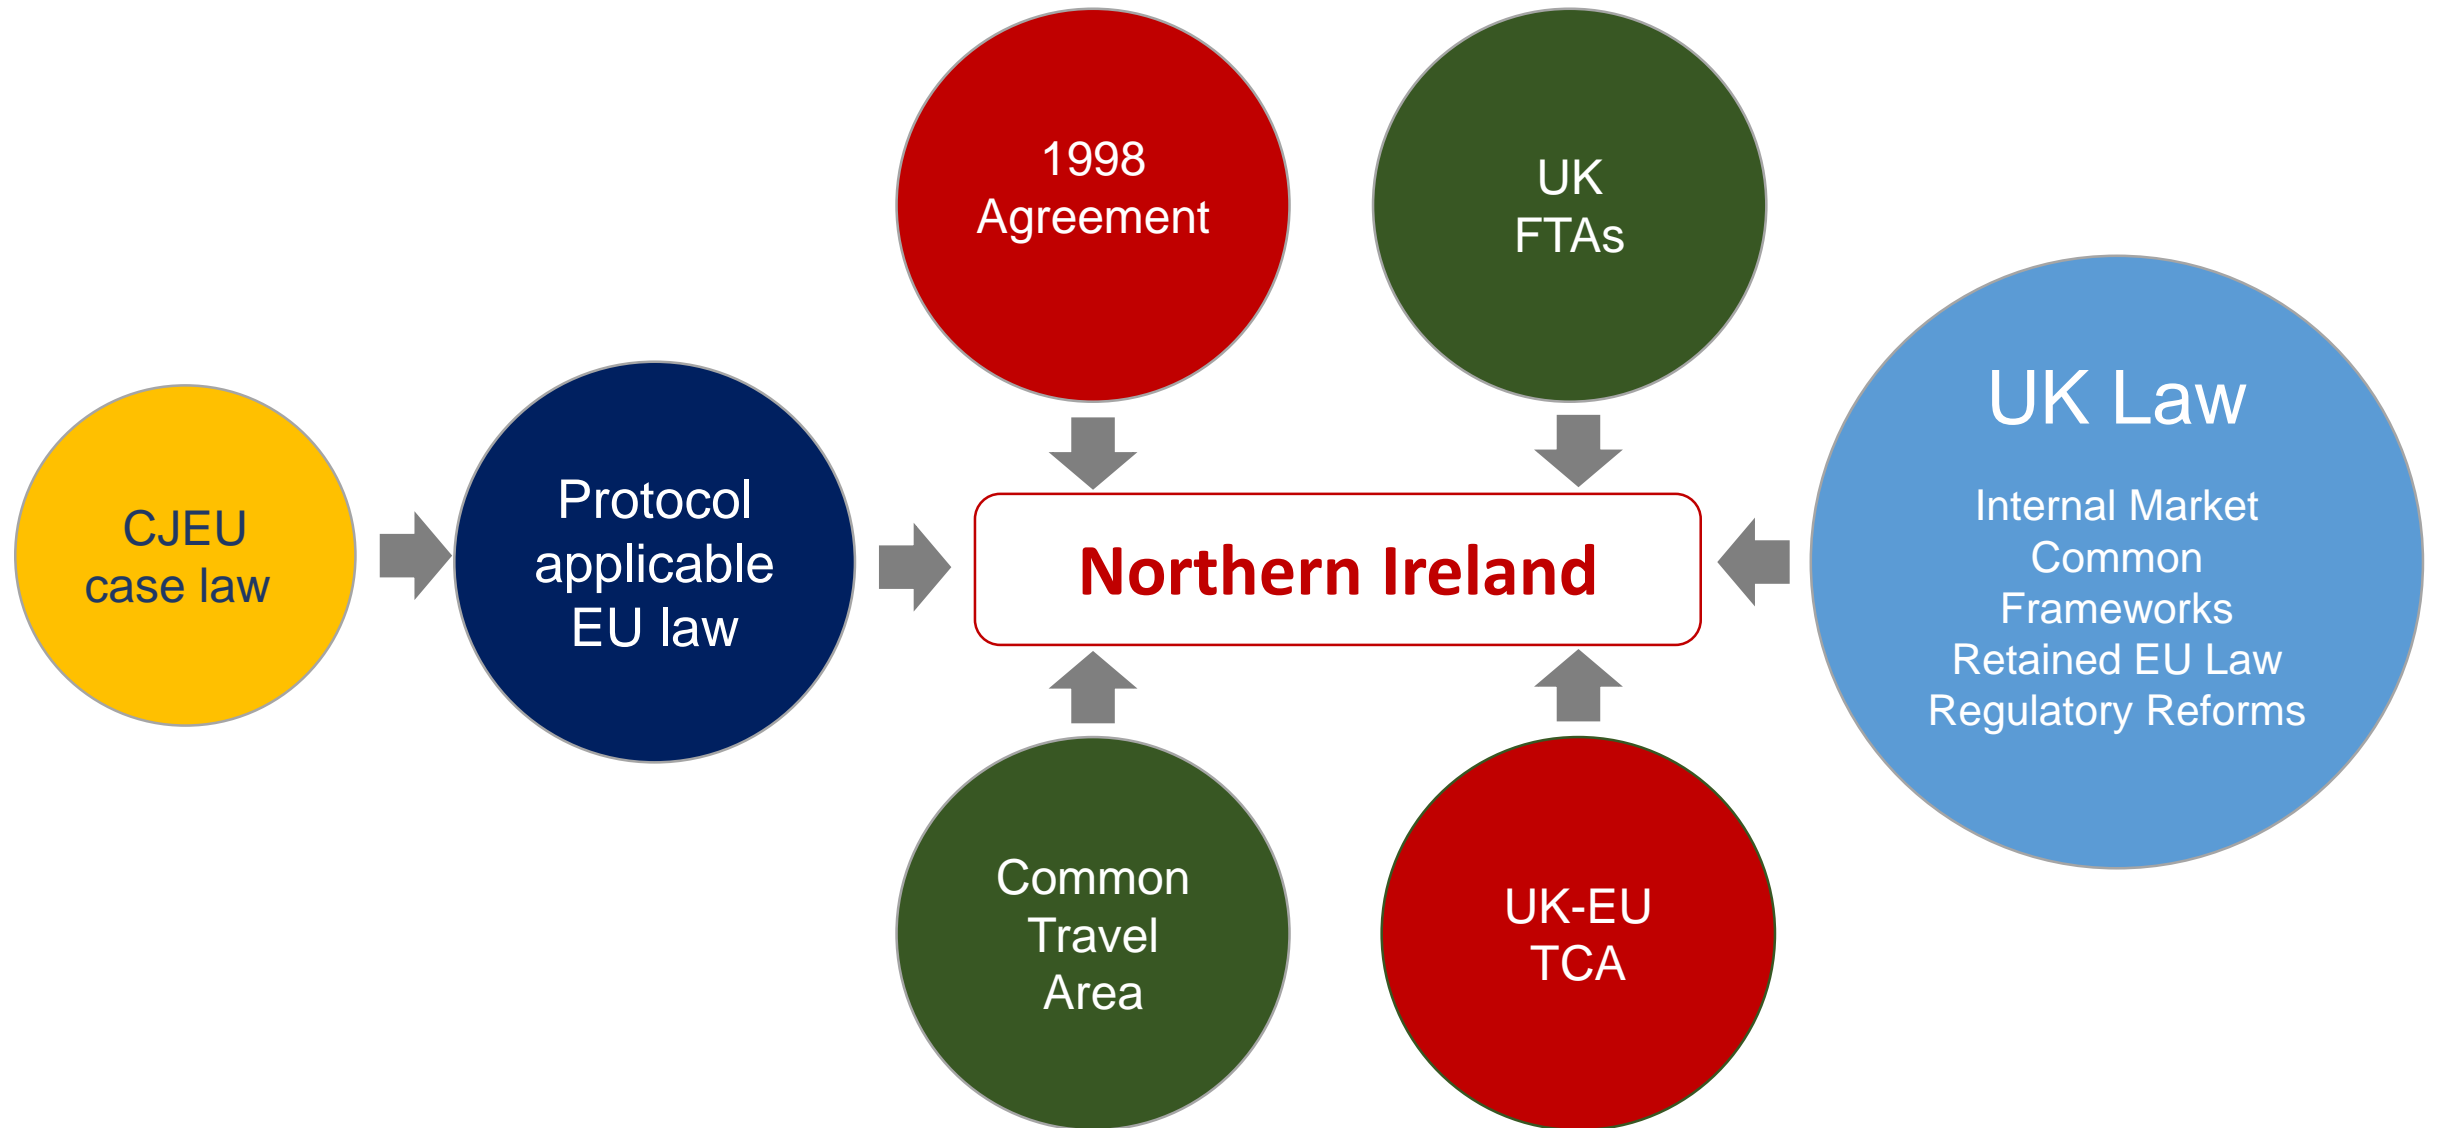 1998
Agreement
UK
FTAs
CJEU
case law
Protocol
applicable
EU law
Northern Ireland
UK Law
Internal Market
Common
Frameworks
Retained EU Law
Regulatory Reforms
Common
Travel
Area
UK-EU
TCA